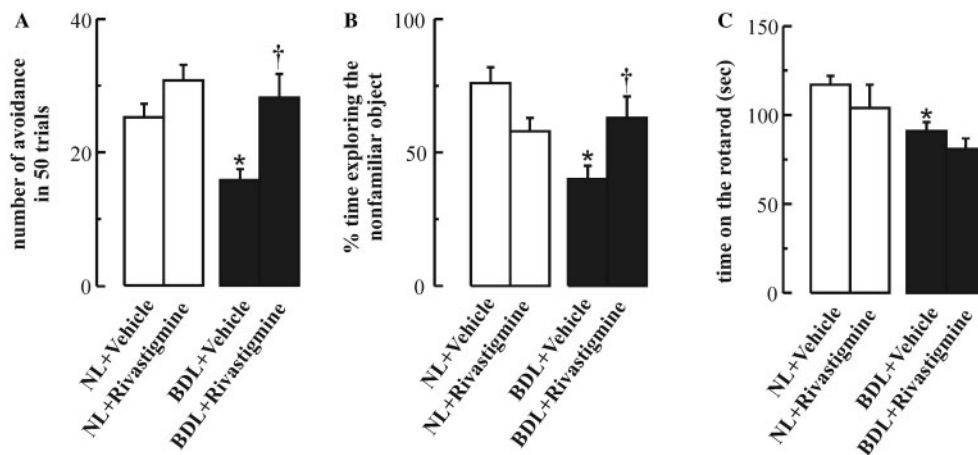 A
number of avoidance
in 50 trials
40
20
0
*
†
NL+Vehicle
NL+Rivastigmine
BDL+Vehicle
BDL+Rivastigmine
B
% time exploring the
nonfamiliar object
100
50
0
*
†
NL+Vehicle
NL+Rivastigmine
BDL+Vehicle
BDL+Rivastigmine
C
time on the rotarod (sec)
150
100
50
0
*
NL+Vehicle
NL+Rivastigmine
BDL+Vehicle
BDL+Rivastigmine